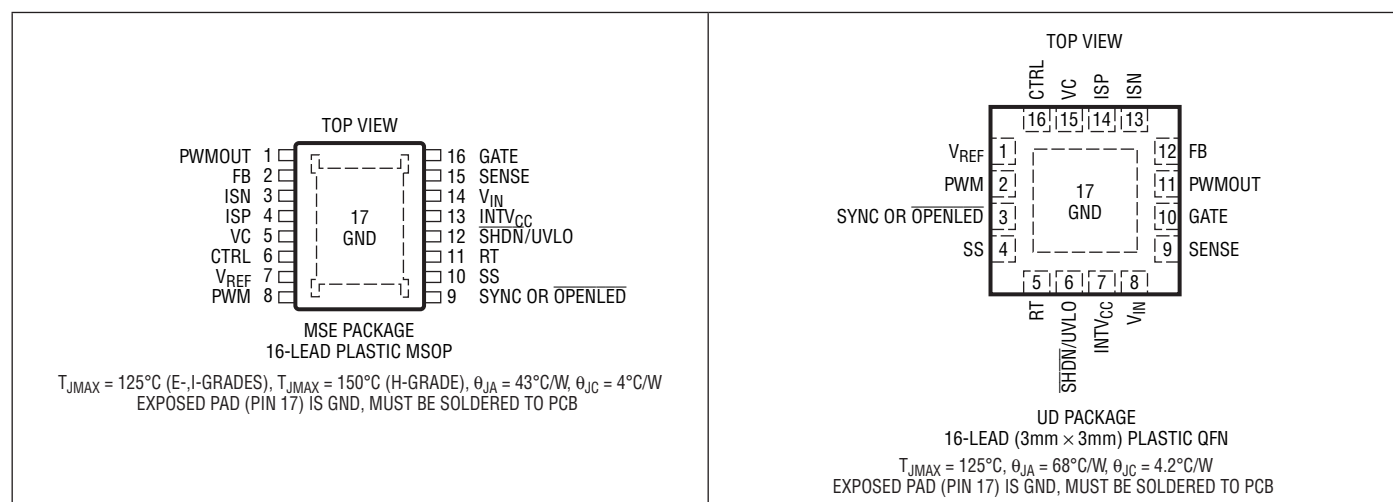 TOP VIEW
PWMOUT 1
FB 2
ISN 3
ISP 4
VC 5
CTRL 6
VREF 7
PWM 8
17
GND
16 GATE
15 SENSE
14 VIN
13 INTVCC
12 SHDN/UVLO
11 RT
10 SS
9 SYNC OR OPENLED
MSE PACKAGE
16-LEAD PLASTIC MSOP
TJMAX = 125°C (E-,I-GRADES), TJMAX = 150°C (H-GRADE), θJA = 43°C/W, θJC = 4°C/W
EXPOSED PAD (PIN 17) IS GND, MUST BE SOLDERED TO PCB
TOP VIEW
CTRL VC ISP ISN
16 15 14 13
VREF 1
PWM 2
SYNC OR OPENLED 3
SS 4
17
GND
12 FB
11 PWMOUT
10 GATE
9 SENSE
5 6 7 8
RT SHDN/UVLO INTVCC VIN
UD PACKAGE
16-LEAD (3mm × 3mm) PLASTIC QFN
TJMAX = 125°C, θJA = 68°C/W, θJC = 4.2°C/W
EXPOSED PAD (PIN 17) IS GND, MUST BE SOLDERED TO PCB